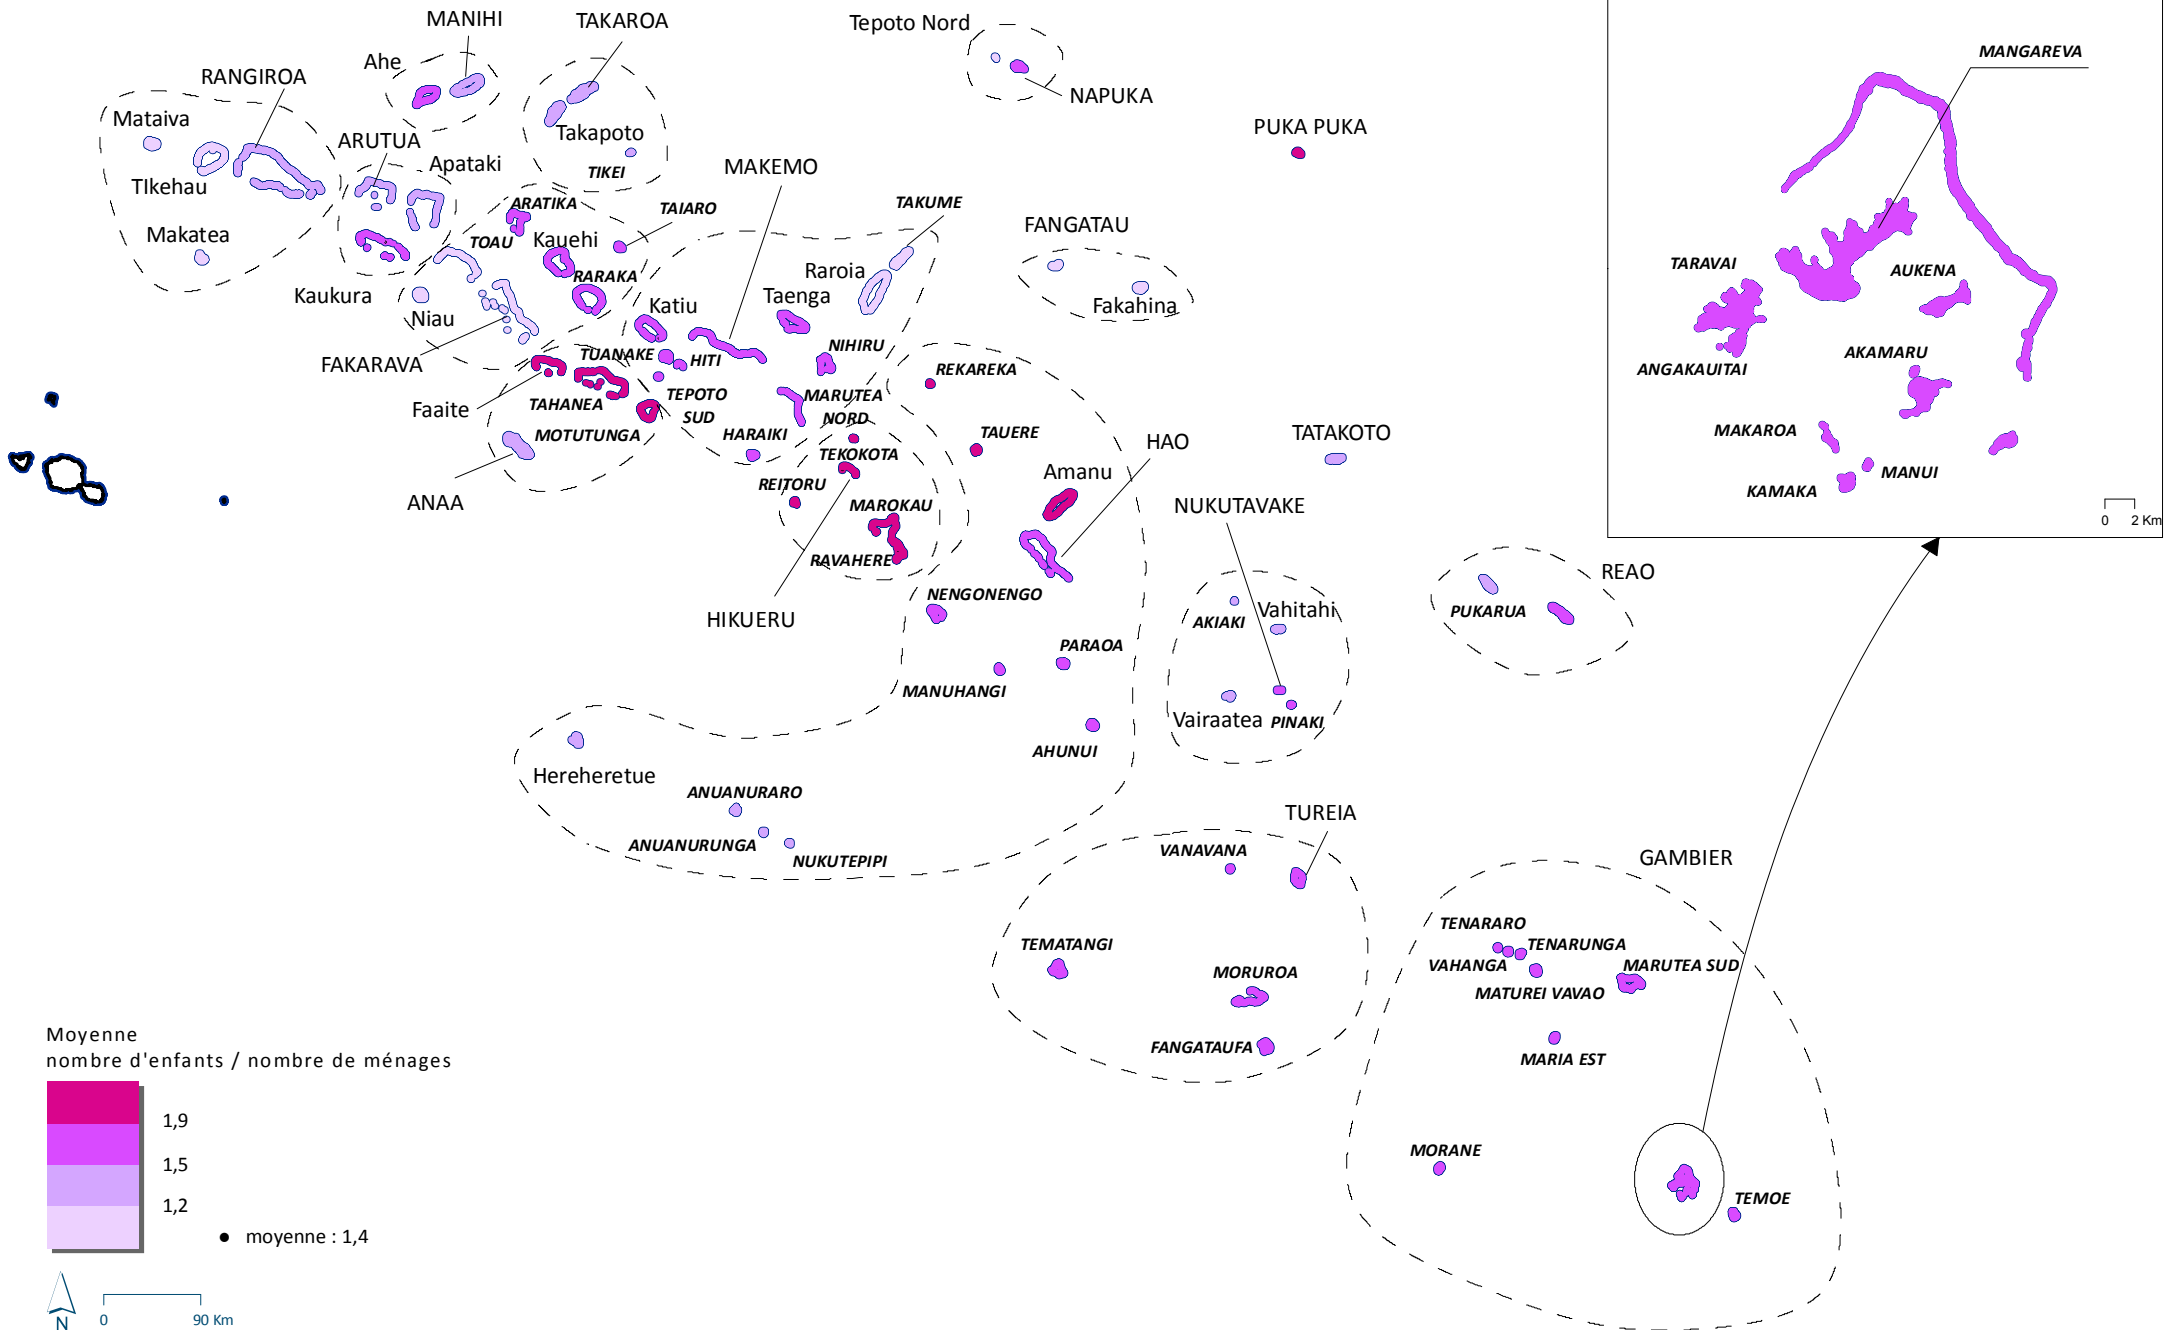 MANIHI
TAKAROA
Tepoto Nord
MANGAREVA
Ahe
RANGIROA
NAPUKA
Mataiva
ARUTUA
Takapoto
PUKA PUKA
Apataki
TIKEI
MAKEMO
TIkehau
ARATIKA
TAIARO
TAKUME
Makatea
TOAU
Kauehi
FANGATAU
RARAKA
Raroia
TARAVAI
AUKENA
Kaukura
Niau
Katiu
Taenga
Fakahina
FAKARAVA
TUANAKE
HITI
NIHIRU
AKAMARU
REKAREKA
ANGAKAUITAI
Faaite
TAHANEA
TEPOTO
SUD
MARUTEA
NORD
MOTUTUNGA
HARAIKI
TAUERE
HAO
TATAKOTO
MAKAROA
TEKOKOTA
ANAA
REITORU
Amanu
MANUI
KAMAKA
MAROKAU
NUKUTAVAKE
0 2 Km
RAVAHERE
REAO
HIKUERU
NENGONENGO
AKIAKI
Vahitahi
PUKARUA
PARAOA
MANUHANGI
Vairaatea
PINAKI
AHUNUI
Hereheretue
ANUANURARO
ANUANURUNGA
NUKUTEPIPI
TUREIA
VANAVANA
GAMBIER
TENARARO
TEMATANGI
TENARUNGA
VAHANGA
MARUTEA SUD
MORUROA
MATUREI VAVAO
FANGATAUFA
MARIA EST
Moyenne
nombre d'enfants / nombre de ménages
1,9
1,5
1,2
MORANE
TEMOE
moyenne : 1,4
N
0 90 Km